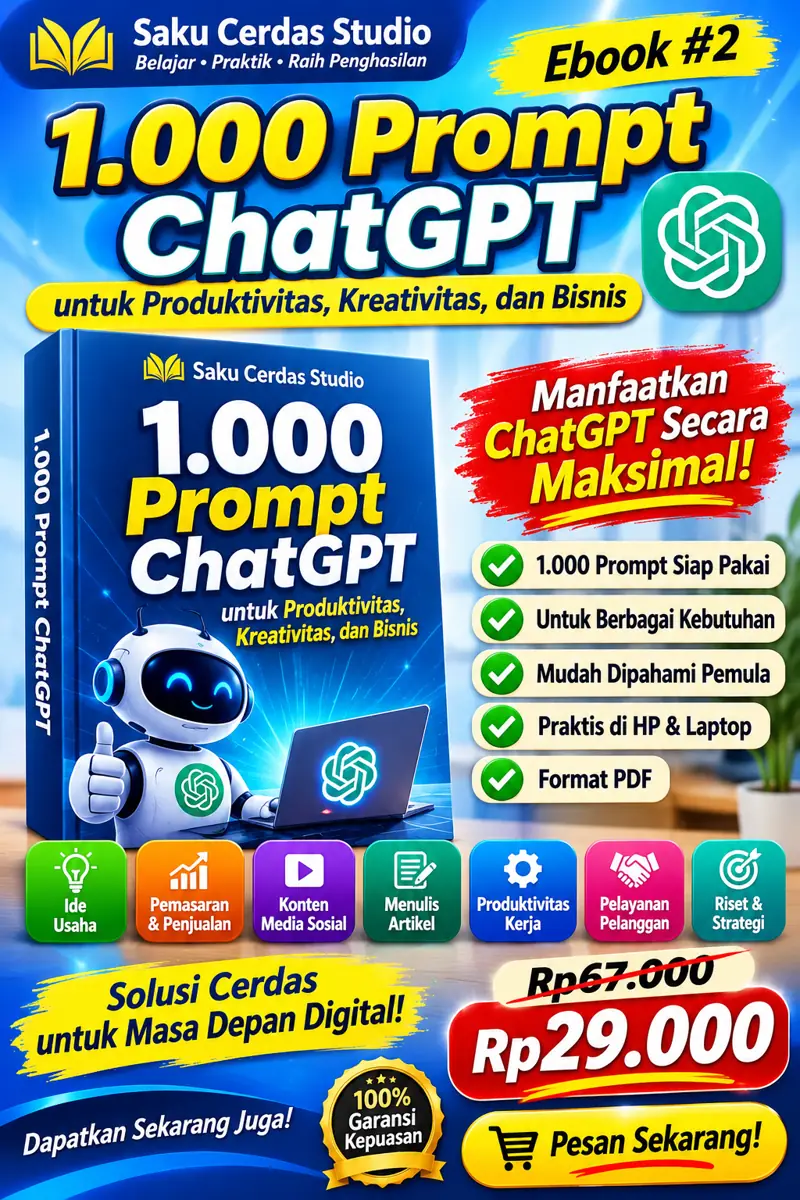 Saku Cerdas Studio
Belajar • Praktik • Raih Penghasilan
Ebook #2
1.000 Prompt
ChatGPT
untuk Produktivitas, Kreativitas, dan Bisnis
Saku Cerdas Studio
1.000
Prompt
ChatGPT
untuk Produktivitas,
Kreativitas, dan Bisnis
1.000 Prompt ChatGPT
Manfaatkan
ChatGPT Secara
Maksimal!
1.000 Prompt Siap Pakai
Untuk Berbagai Kebutuhan
Mudah Dipahami Pemula
Praktis di HP & Laptop
Format PDF
Ide
Usaha
Pemasaran
& Penjualan
Konten
Media Sosial
Menulis
Artikel
Produktivitas
Kerja
Pelayanan
Pelanggan
Riset &
Strategi
Solusi Cerdas
untuk Masa Depan Digital!
Rp67.000
Rp29.000
Dapatkan Sekarang Juga!
100%
Garansi
Kepuasan
Pesan Sekarang!